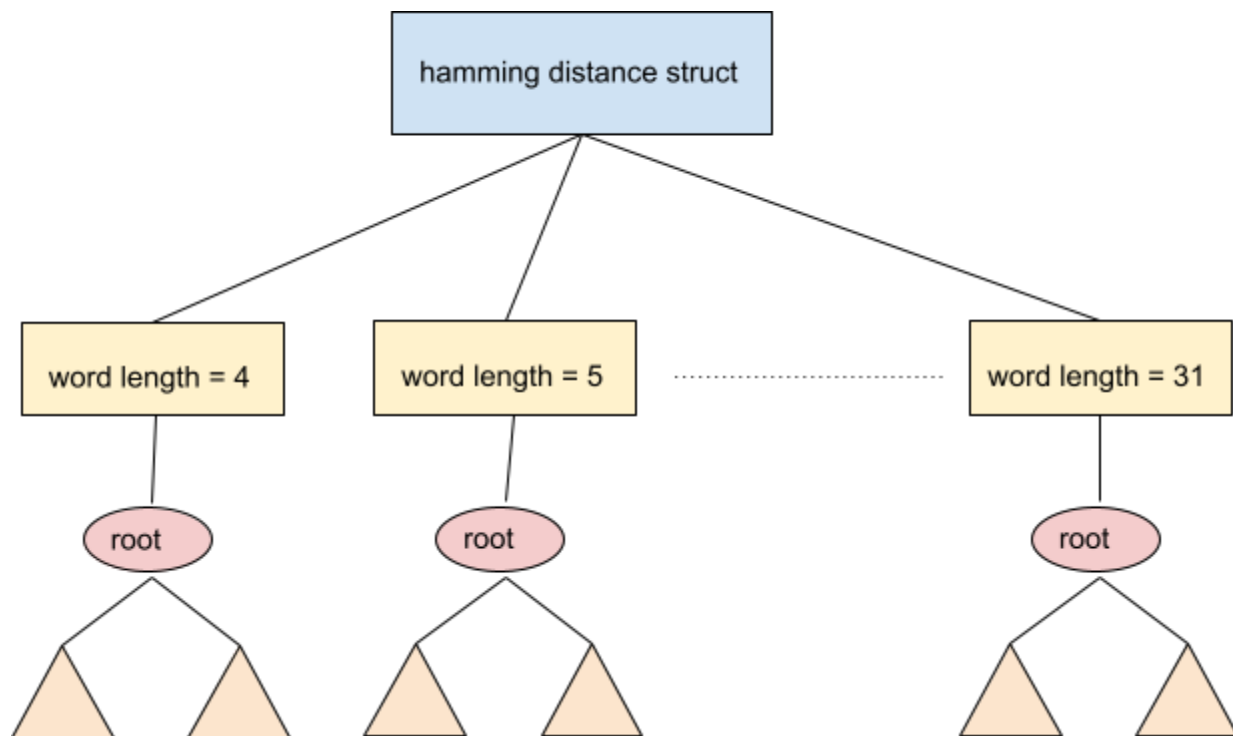 hamming distance struct
word length = 4
word length = 5
word length = 31
root
root
root